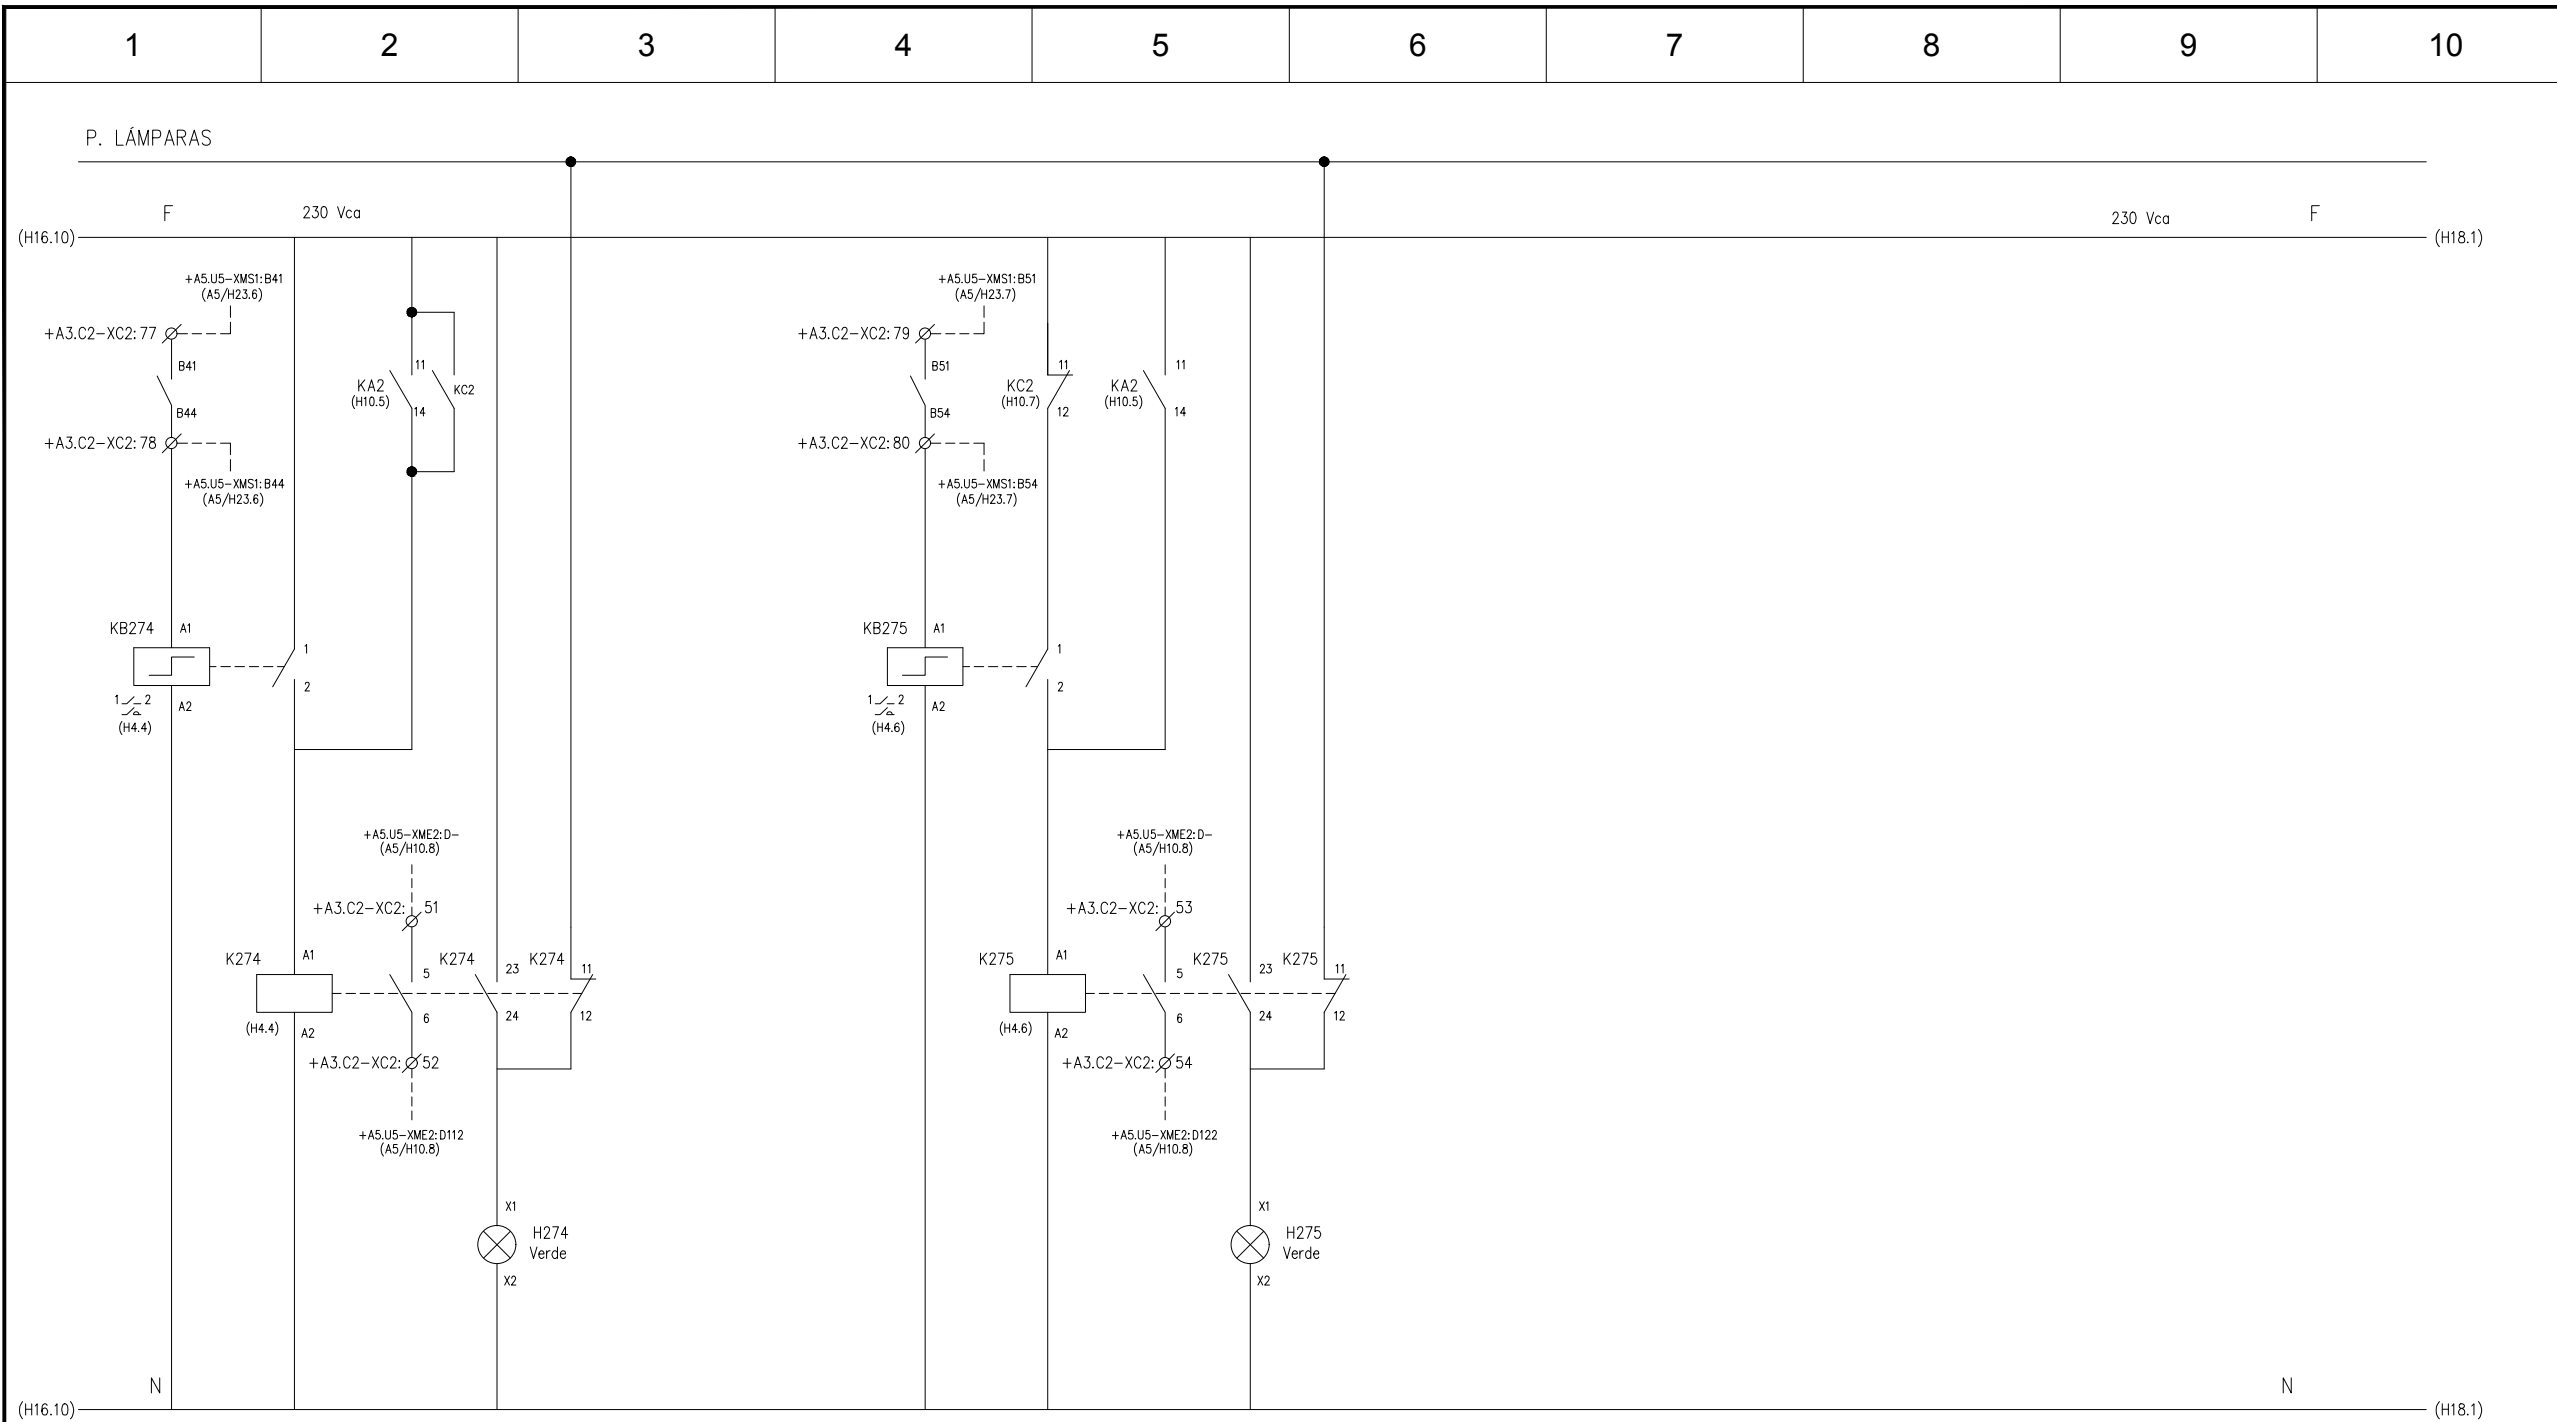 1 2 3 4 5 6 7 8 9 10
P. LÁMPARAS
F 230 Vca 230 Vca F
(H16.10) (H18.1)
+A5.U5-XMS1:B41
(A5/H23.6)
+A3.C2-XC2:77
B41
B44
+A3.C2-XC2:78
+A5.U5-XMS1:B44
(A5/H23.6)
11
KA2
(H10.5)
14
KC2
+A5.U5-XMS1:B51
(A5/H23.7)
+A3.C2-XC2:79
B51
B54
+A3.C2-XC2:80
+A5.U5-XMS1:B54
(A5/H23.7)
11
KC2
(H10.7)
12
11
KA2
(H10.5)
14
KB274 A1
1
2
1 2 A2
(H4.4)
KB275 A1
1
2
1 2 A2
(H4.6)
+A5.U5-XME2:D-
(A5/H10.8)
+A3.C2-XC2: 51
K274 A1
5
6
K274 23
24
K274 11
12
(H4.4) A2
+A3.C2-XC2: 52
+A5.U5-XME2:D112
(A5/H10.8)
X1
H274
Verde
X2
+A5.U5-XME2:D-
(A5/H10.8)
+A3.C2-XC2: 53
K275 A1
5
6
K275 23
24
K275 11
12
(H4.6) A2
+A3.C2-XC2: 54
+A5.U5-XME2:D122
(A5/H10.8)
X1
H275
Verde
X2
N N
(H16.10) (H18.1)